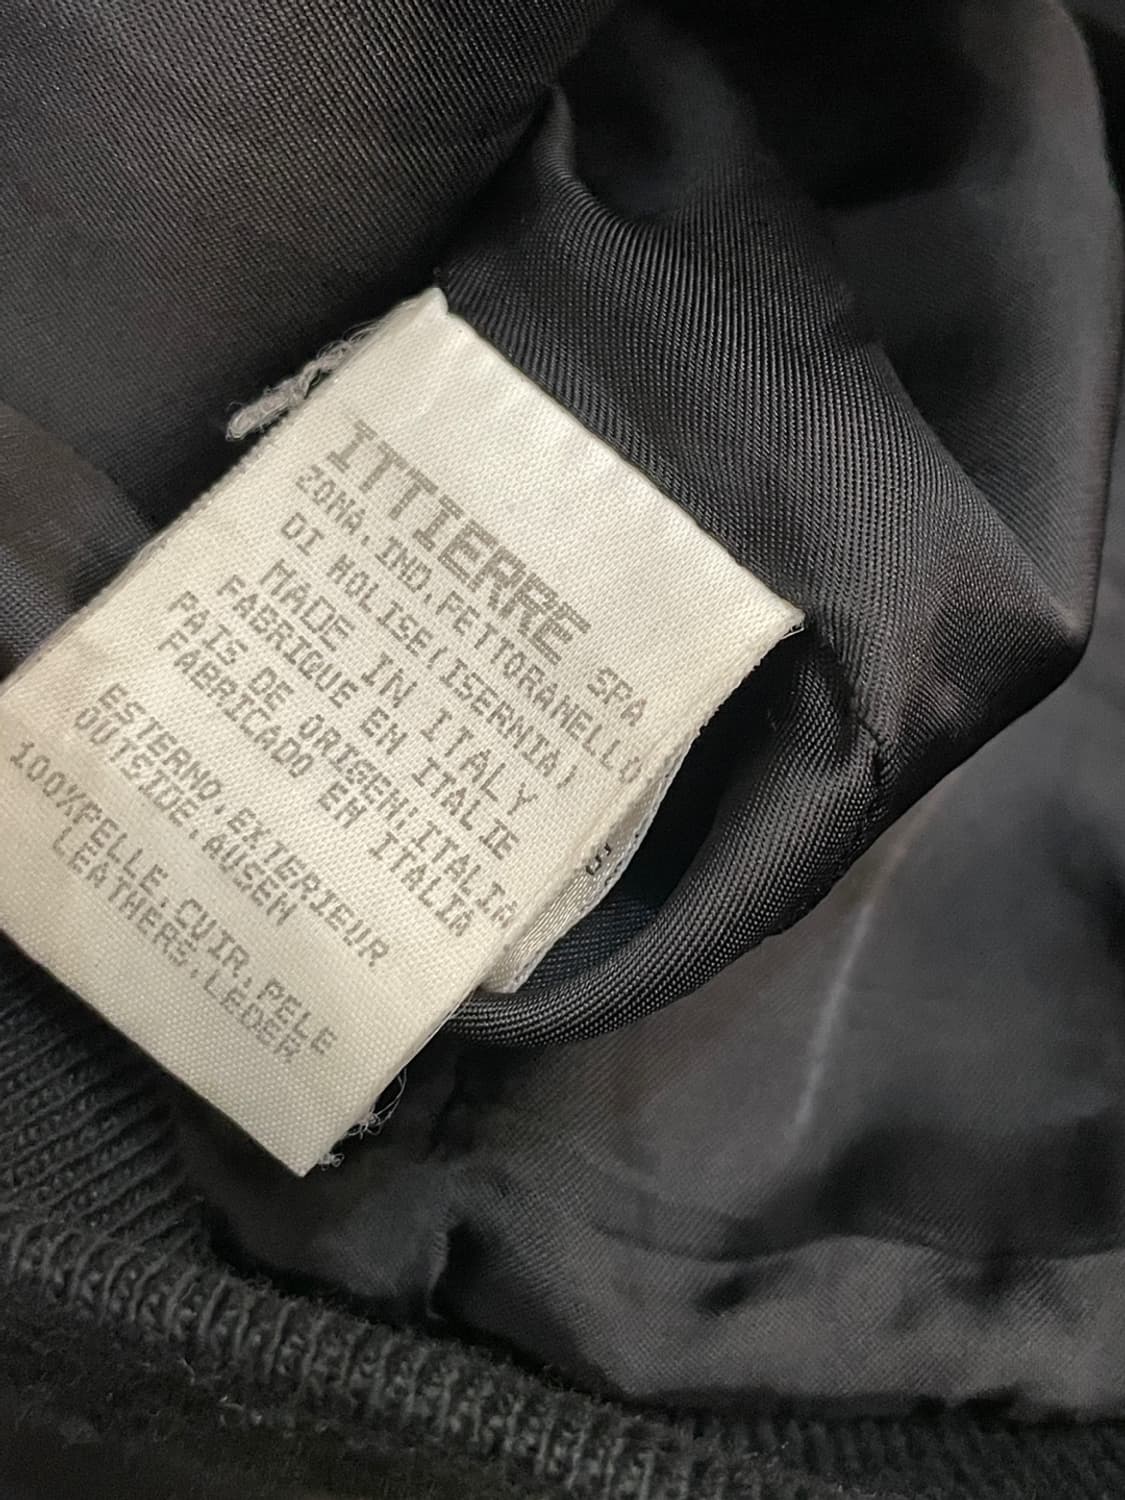 ITTIERRE SPA
ZONA.IND.PETTORANELLO
DI MOLISE(ISERNIA)
MADE IN ITALY
FABRIQUE EN ITALIE
PAIS DE ORIGEN:ITALIA
FABRICADO EN ITALIA
ESTERNO,EXTERIEUR
OUTSIDE,AUSEN
100%PELLE,CUIR,PELE
LEATHERS,LEDER